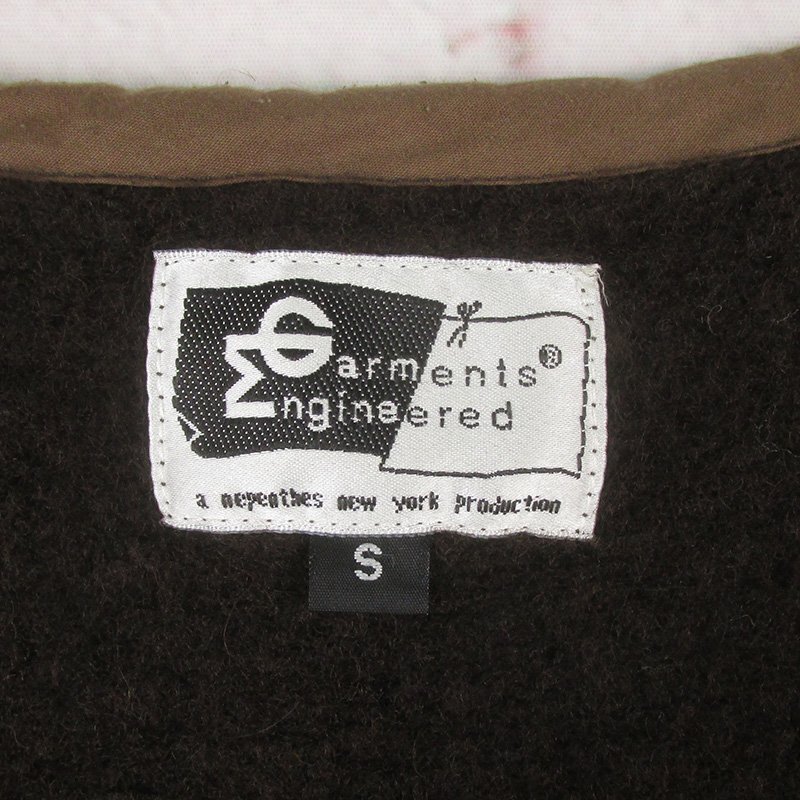 Garments®
Engineered
a nepenthes new york production
S